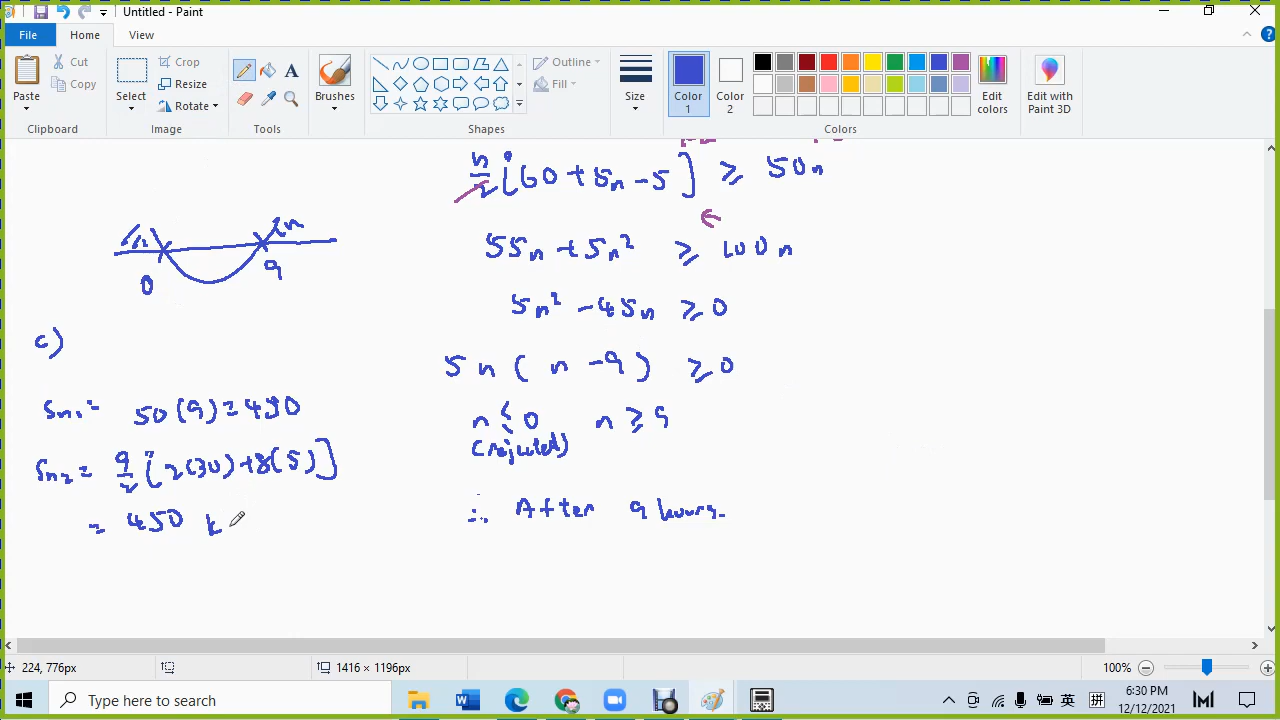 Untitled - Paint
File Home View
Paste Cut Copy Clipboard
Select Crop Resize Rotate Image
Tools
Brushes
Outline Fill Shapes
Size
Color 1 Color 2 Edit colors Colors
Edit with Paint 3D
n/2 [60 + 5n - 5] ≥ 50n
55n + 5n² ≥ 100n
5n² - 45n ≥ 0
5n ( n - 9 ) ≥ 0
n ≤ 0 n ≥ 9
(rejected)
∴ After 9 hours.
0 9
c)
Sn₁ = 50 (9) = 450
Sn₂ = 9/2 [2(30) + 8(5)]
= 450 k
224, 776px 1416 × 1196px 100%
Type here to search
英 拼 6:30 PM
12/12/2021